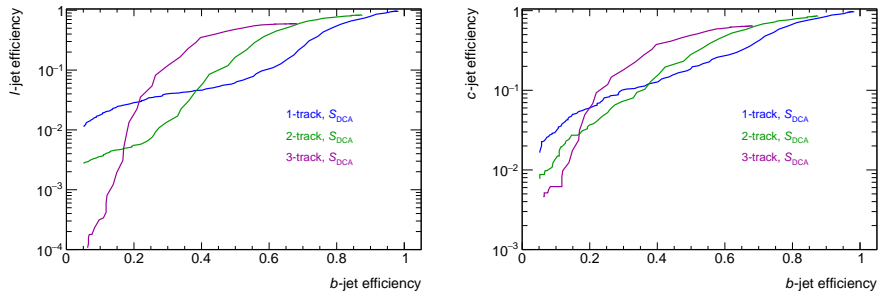 l-jet efficiency
1
10⁻¹
10⁻²
10⁻³
10⁻⁴
1-track, S_DCA
2-track, S_DCA
3-track, S_DCA
0 0.2 0.4 0.6 0.8 1
b-jet efficiency
c-jet efficiency
1
10⁻¹
10⁻²
10⁻³
1-track, S_DCA
2-track, S_DCA
3-track, S_DCA
0 0.2 0.4 0.6 0.8 1
b-jet efficiency